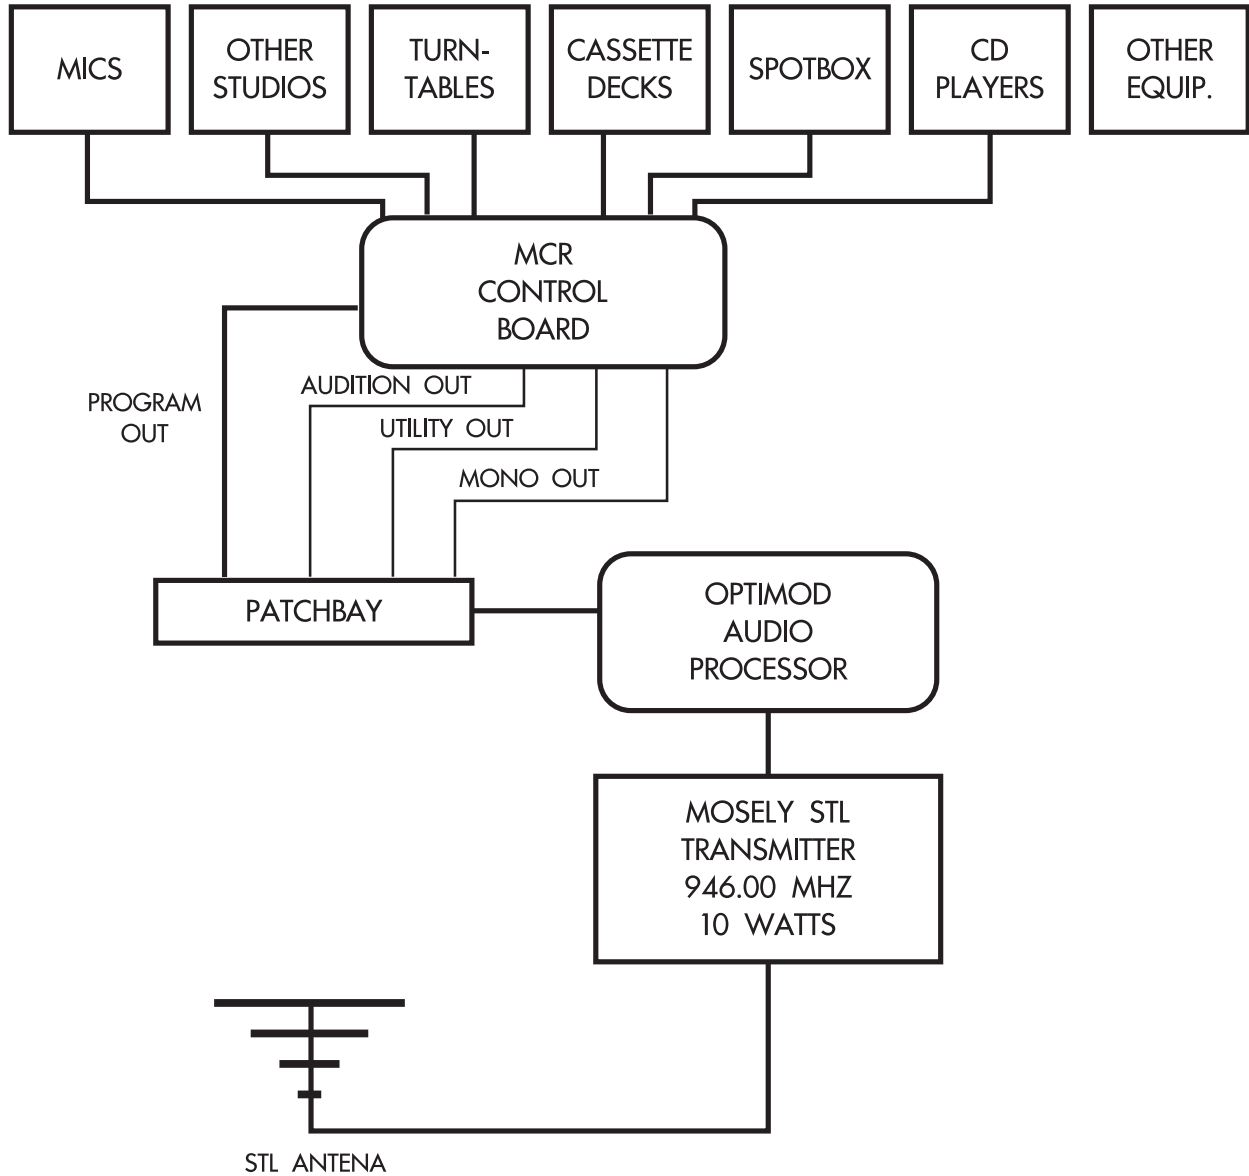 MICS
OTHER
STUDIOS
TURN-
TABLES
CASSETTE
DECKS
SPOTBOX
CD
PLAYERS
OTHER
EQUIP.
MCR
CONTROL
BOARD
AUDITION OUT
PROGRAM
OUT
UTILITY OUT
MONO OUT
PATCHBAY
OPTIMOD
AUDIO
PROCESSOR
MOSELY STL
TRANSMITTER
946.00 MHZ
10 WATTS
STL ANTENA